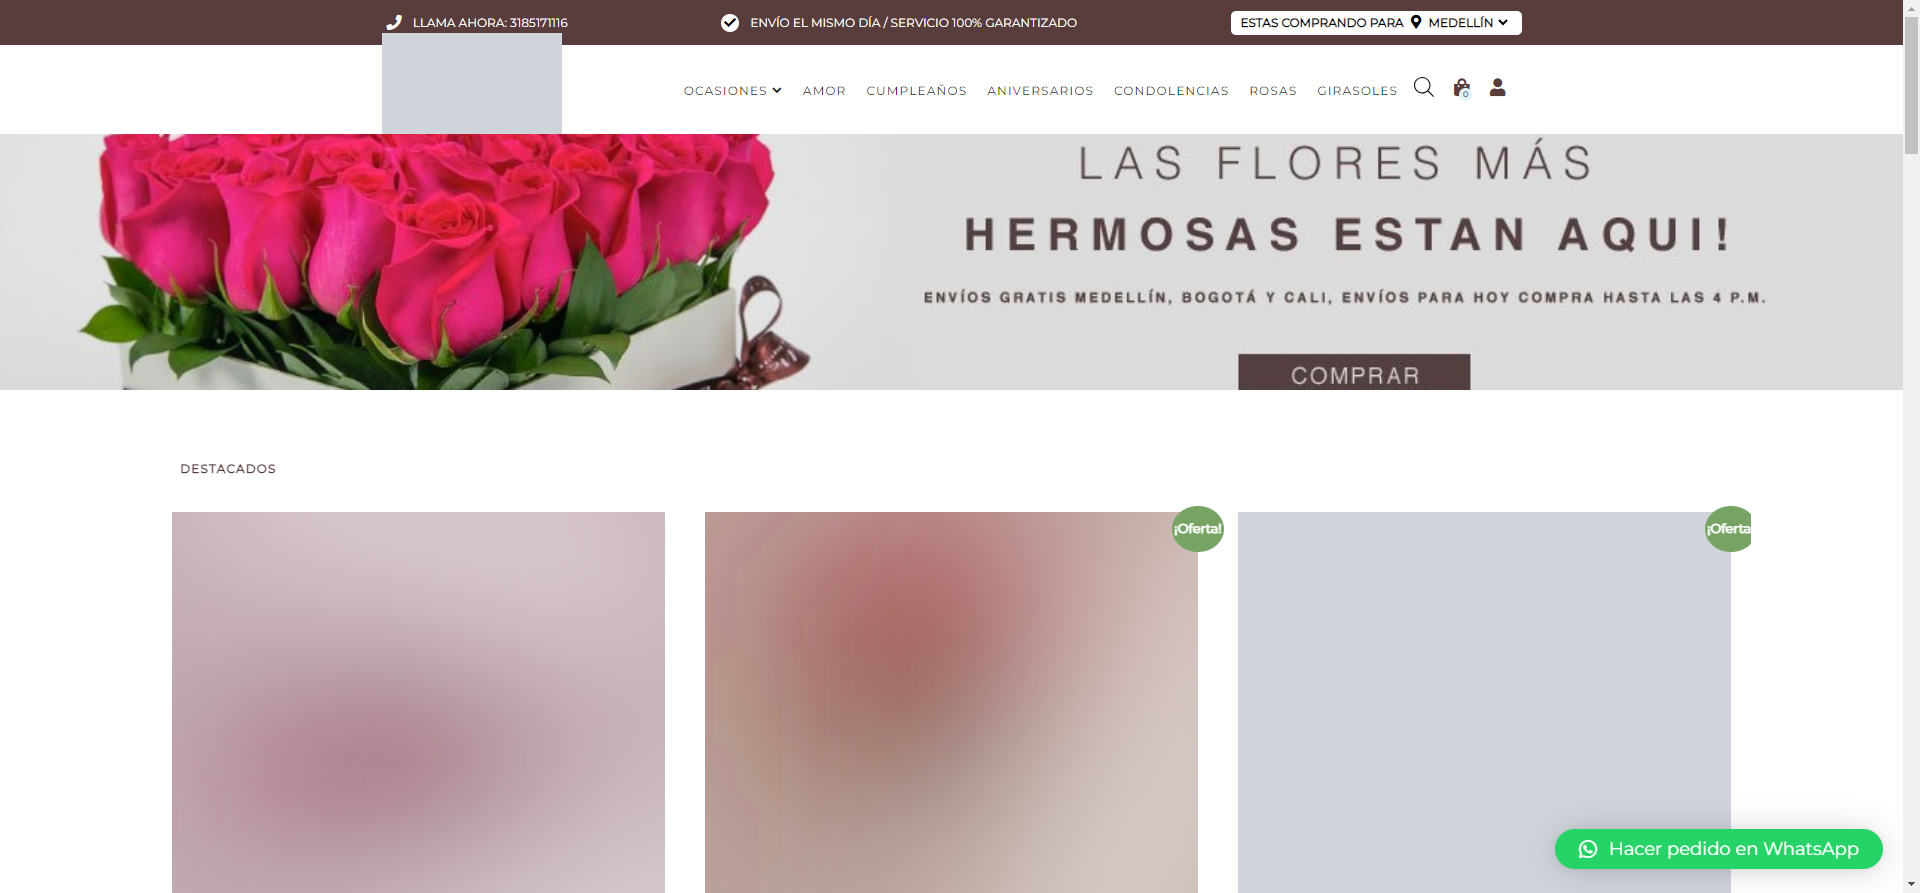 LLAMA AHORA: 3185171116
ENVÍO EL MISMO DÍA / SERVICIO 100% GARANTIZADO
ESTAS COMPRANDO PARA MEDELLÍN
OCASIONES AMOR CUMPLEAÑOS ANIVERSARIOS CONDOLENCIAS ROSAS GIRASOLES
0
LAS FLORES MÁS
HERMOSAS ESTAN AQUI!
ENVÍOS GRATIS MEDELLÍN, BOGOTÁ Y CALI, ENVÍOS PARA HOY COMPRA HASTA LAS 4 P.M.
COMPRAR
DESTACADOS
¡Oferta!
¡Oferta
Hacer pedido en WhatsApp